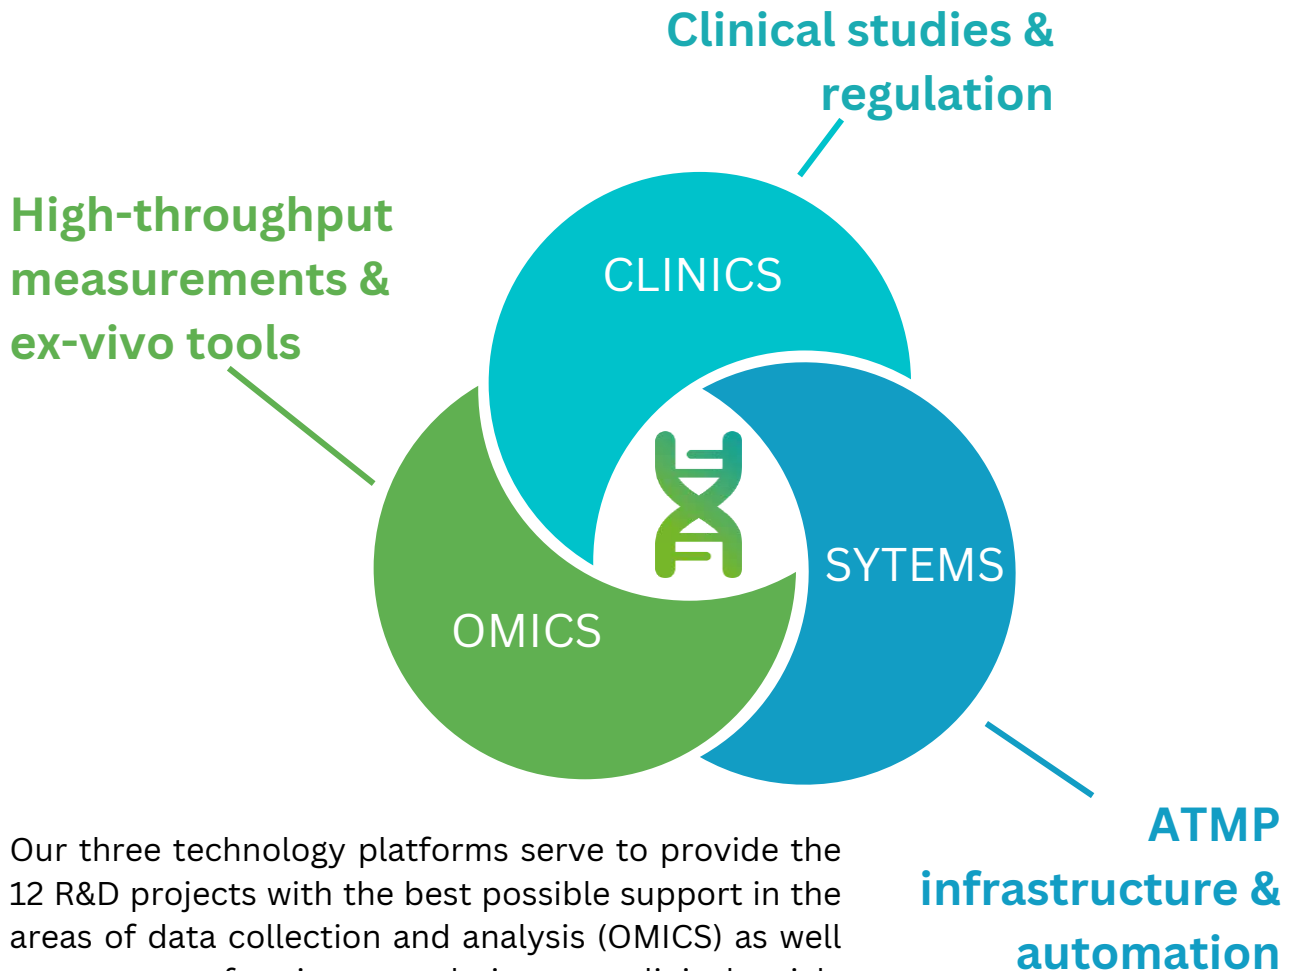 Clinical studies &
regulation
High-throughput
measurements &
ex-vivo tools
CLINICS
SYTEMS
OMICS
ATMP
infrastructure &
automation
Our three technology platforms serve to provide the
12 R&D projects with the best possible support in the
areas of data collection and analysis (OMICS) as well